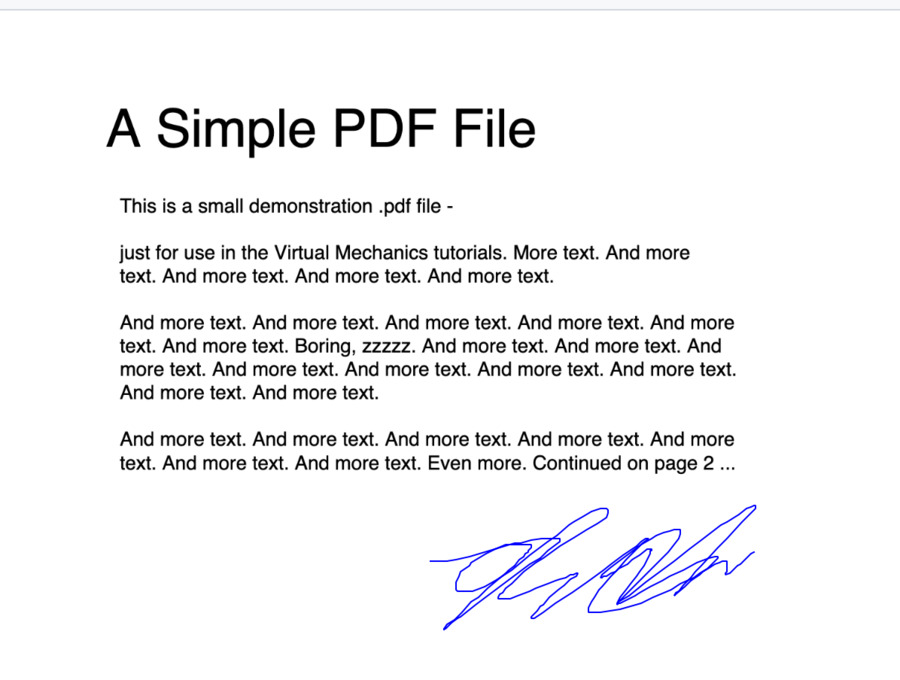 A Simple PDF File
This is a small demonstration .pdf file -
just for use in the Virtual Mechanics tutorials. More text. And more
text. And more text. And more text. And more text.
And more text. And more text. And more text. And more text. And more
text. And more text. Boring, zzzzz. And more text. And more text. And
more text. And more text. And more text. And more text. And more text.
And more text. And more text.
And more text. And more text. And more text. And more text. And more
text. And more text. And more text. Even more. Continued on page 2 ...